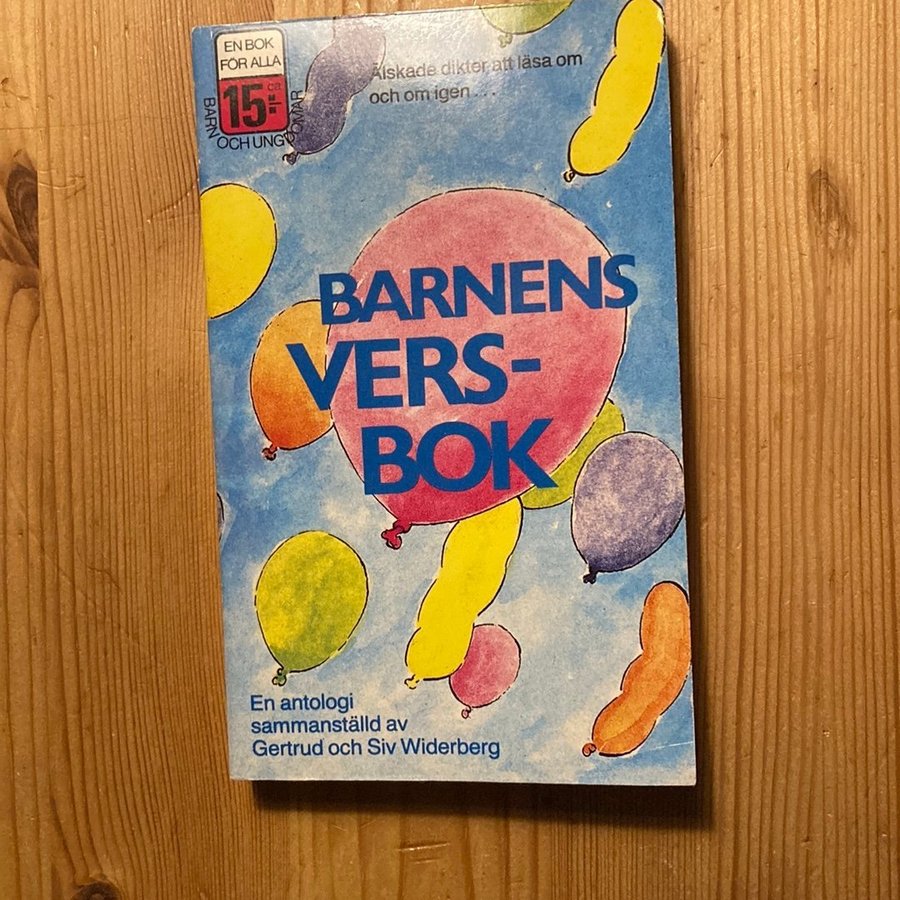 EN BOK
FÖR ALLA
ca
15:-
BARN OCH UNGDOMAR
Älskade dikter att läsa om
och om igen...
BARNENS
VERS-
BOK
En antologi
sammanställd av
Gertrud och Siv Widerberg